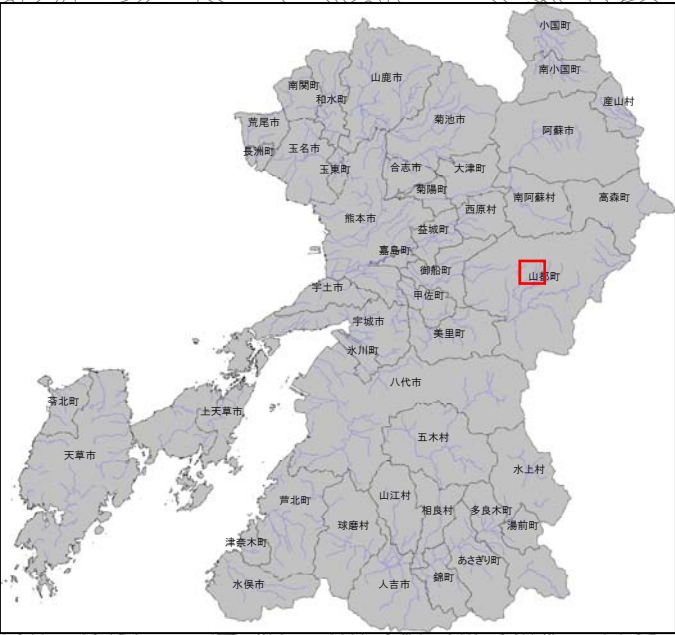 小国町
南小国町
産山村
山鹿市
南関町
和水町
菊池市
阿蘇市
荒尾市
長洲町
玉名市
玉東町
合志市
大津町
菊陽町
南阿蘇村
高森町
西原村
熊本市
益城町
嘉島町
御船町
山都町
宇土市
甲佐町
宇城市
美里町
氷川町
八代市
苓北町
上天草市
天草市
五木村
水上村
芦北町
山江村
球磨村
相良村
多良木町
湯前町
津奈木町
あさぎり町
水俣市
人吉市
錦町